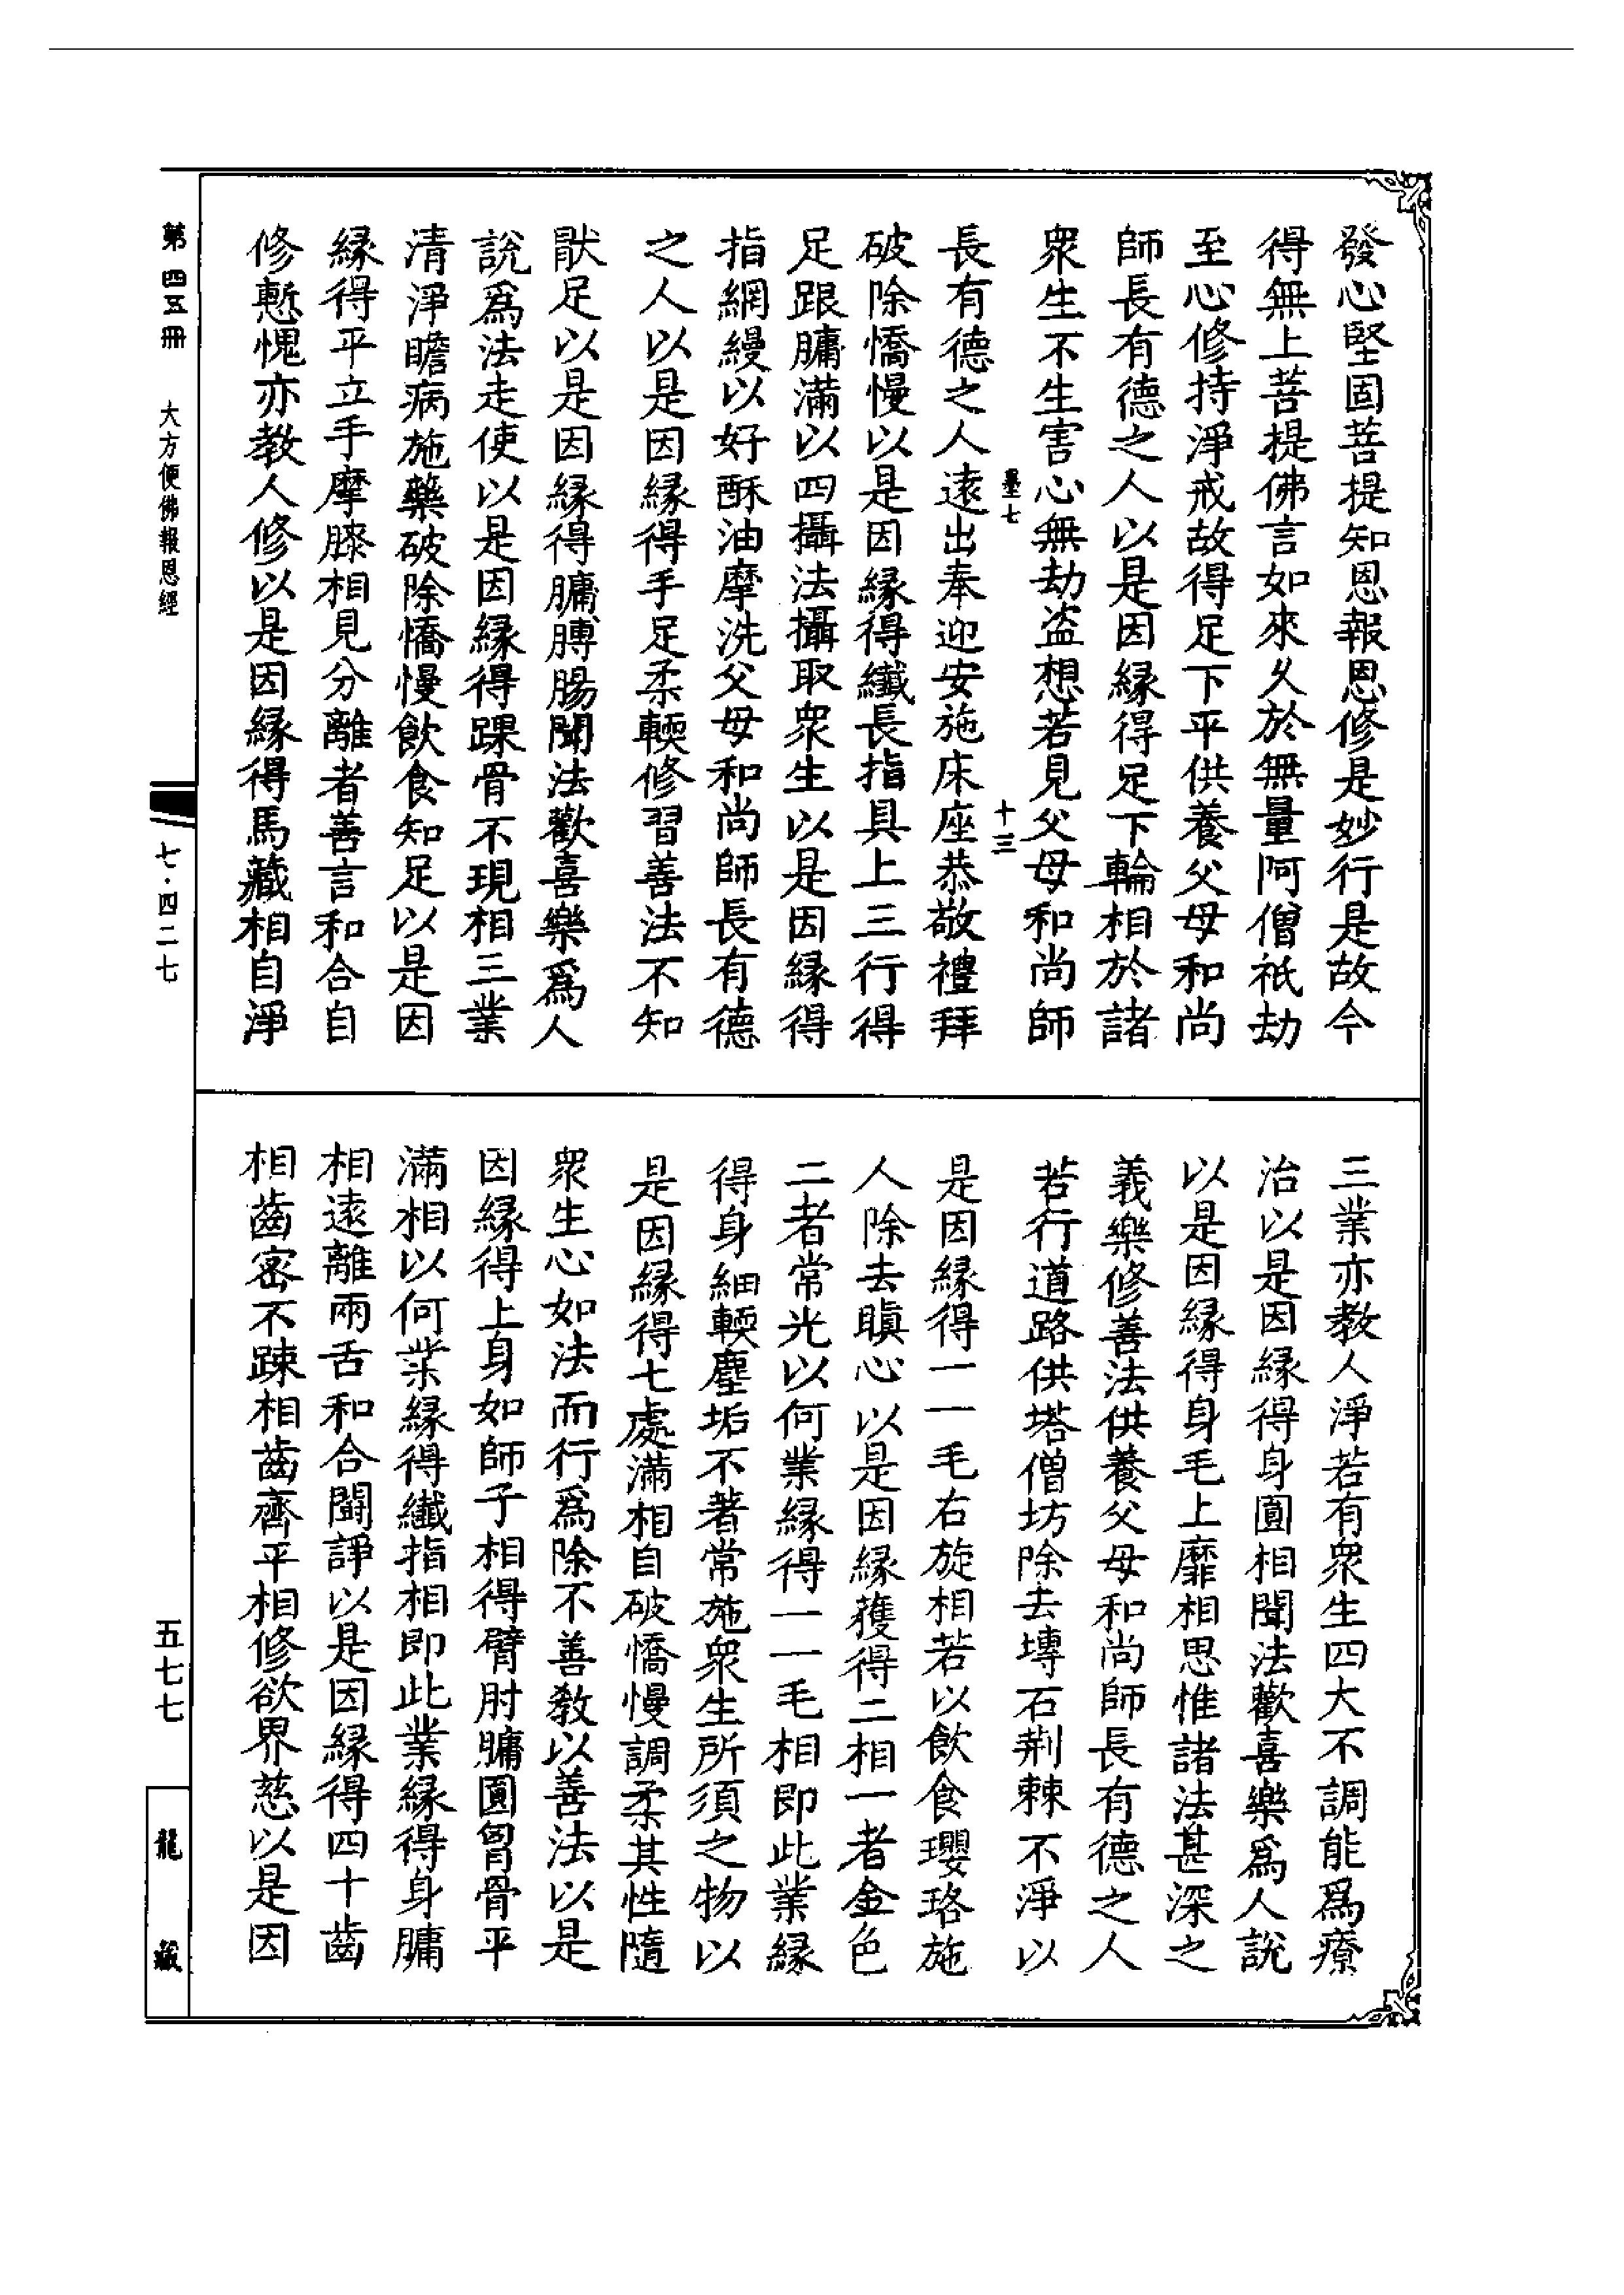 發心堅固菩提知恩報恩修是妙行是故今
得無上菩提佛言如來久於無量阿僧祇劫
至心修持淨戒故得足下平供養父母和尚
師長有德之人以是因緣得足下輪相於諸
衆生不生害心無劫盜想若見父母和尚師
墨七 十三
長有德之人遠出奉迎安施床座恭敬禮拜
破除憍慢以是因緣得纖長指具上三行得
足跟𦟛滿以四攝法攝取衆生以是因緣得
指網縵以好酥油摩洗父母和尚師長有德
之人以是因緣得手足柔輭修習善法不知
猒足以是因緣得𦟛膊腸聞法歡喜樂爲人
說爲法走使以是因緣得踝骨不現相三業
清淨瞻病施藥破除憍慢飲食知足以是因
緣得平立手摩膝相見分離者善言和合自
修慙愧亦教人修以是因緣得馬藏相自淨
三業亦教人淨若有衆生四大不調能爲療
治以是因緣得身圓相聞法歡喜樂爲人說
以是因緣得身毛上靡相思惟諸法甚深之
義樂修善法供養父母和尚師長有德之人
若行道路供塔僧坊除去塼石荆棘不淨以
是因緣得一一毛右旋相若以飲食瓔珞施
人除去瞋心以是因緣獲得二相一者金色
二者常光以何業緣得一一毛相即此業緣
得身細輭塵垢不著常施衆生所須之物以
是因緣得七處滿相自破憍慢調柔其性隨
衆生心如法而行爲除不善教以善法以是
因緣得上身如師子相得臂肘𦟛圓胷骨平
滿相以何業緣得纖指相即此業緣得身𦟛
相遠離兩舌和合鬬諍以是因緣得四十齒
相齒密不踈相齒齊平相修欲界慈以是因
第四五冊 大方便佛報恩經
七·四二七
五七七
龍藏